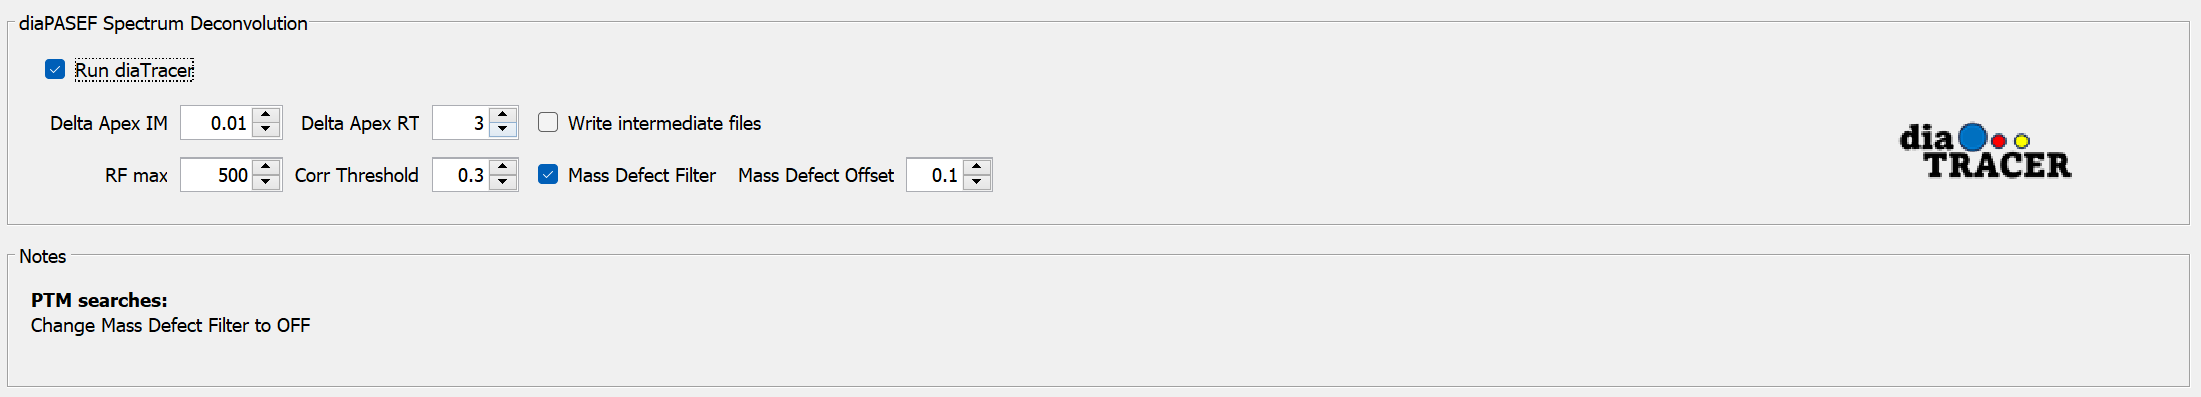 diaPASEF Spectrum Deconvolution
Run diaTracer
Delta Apex IM 0.01 Delta Apex RT 3 Write intermediate files
RF max 500 Corr Threshold 0.3 Mass Defect Filter Mass Defect Offset 0.1
dia
TRACER
Notes
PTM searches:
Change Mass Defect Filter to OFF